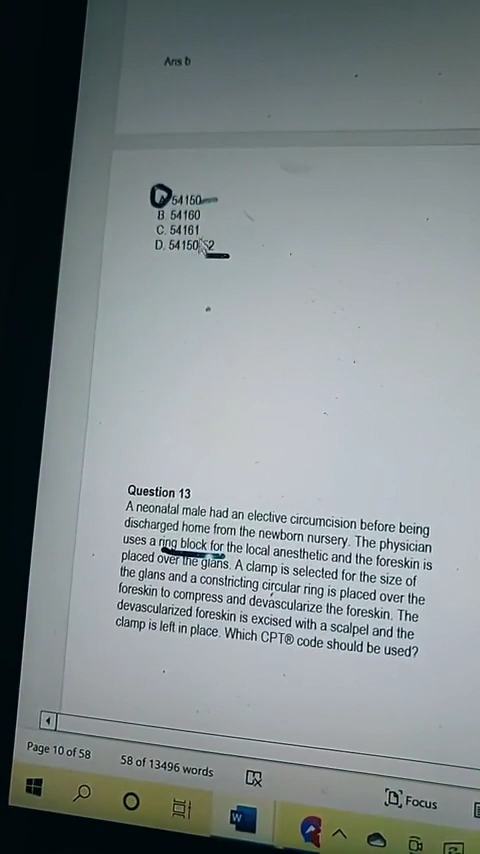 Ans b
A 54150
B. 54160
C. 54161
D. 54150 52
Question 13
A neonatal male had an elective circumcision before being
discharged home from the newborn nursery. The physician
uses a ring block for the local anesthetic and the foreskin is
placed over the glans. A clamp is selected for the size of
the glans and a constricting circular ring is placed over the
foreskin to compress and devascularize the foreskin. The
devascularized foreskin is excised with a scalpel and the
clamp is left in place. Which CPT® code should be used?
Page 10 of 58
58 of 13496 words
Focus
W